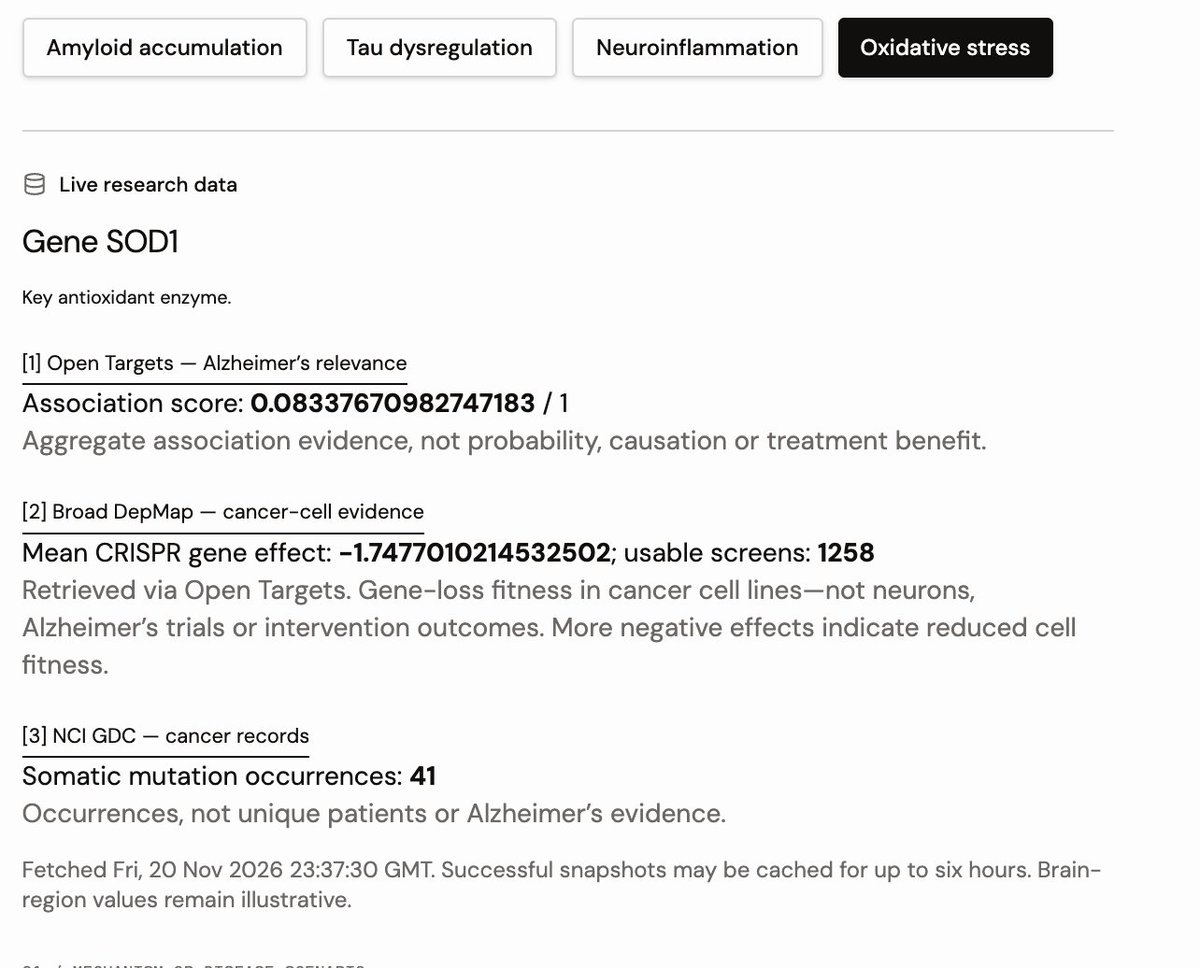 Amyloid accumulation
Tau dysregulation
Neuroinflammation
Oxidative stress
Live research data
Gene SOD1
Key antioxidant enzyme.
[1] Open Targets — Alzheimer’s relevance
Association score: 0.08337670982747183 / 1
Aggregate association evidence, not probability, causation or treatment benefit.
[2] Broad DepMap — cancer-cell evidence
Mean CRISPR gene effect: −1.7477010214532502; usable screens: 1258
Retrieved via Open Targets. Gene-loss fitness in cancer cell lines—not neurons,
Alzheimer’s trials or intervention outcomes. More negative effects indicate reduced cell
fitness.
[3] NCI GDC — cancer records
Somatic mutation occurrences: 41
Occurrences, not unique patients or Alzheimer’s evidence.
Fetched Fri, 20 Nov 2026 23:37:30 GMT. Successful snapshots may be cached for up to six hours. Brain-
region values remain illustrative.